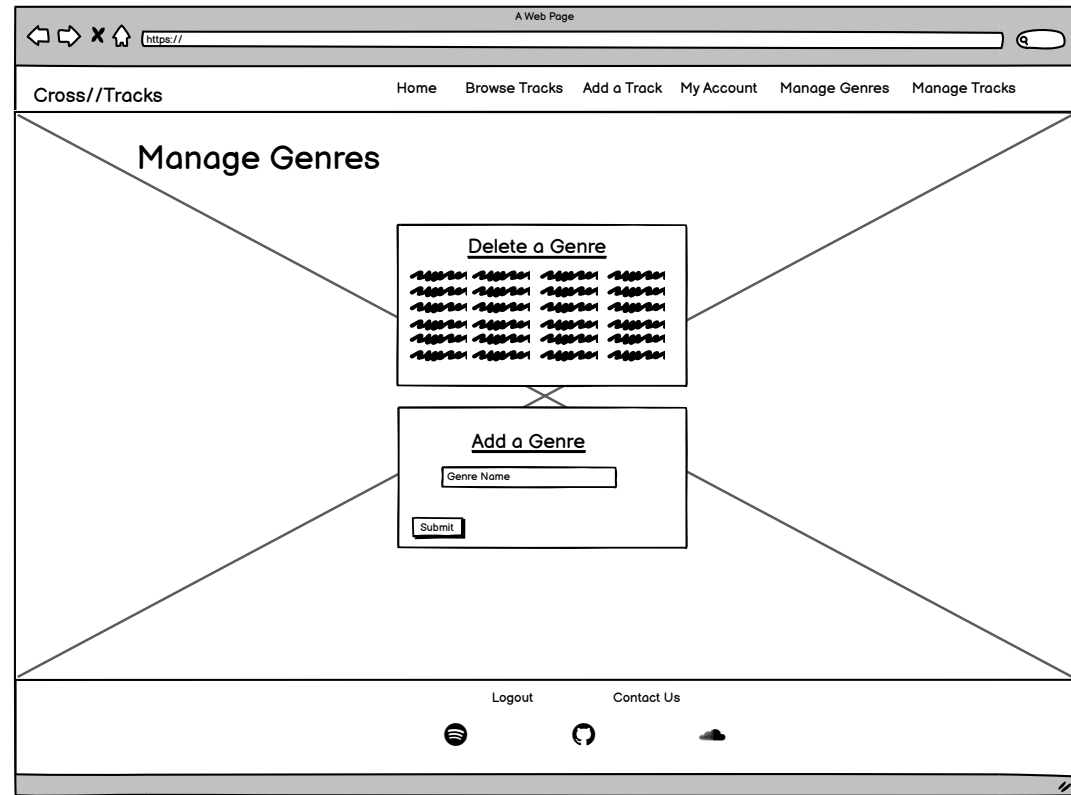 A Web Page
https://
Cross//Tracks
Home Browse Tracks Add a Track My Account Manage Genres Manage Tracks
Manage Genres
Delete a Genre
Add a Genre
Genre Name
Submit
Logout Contact Us